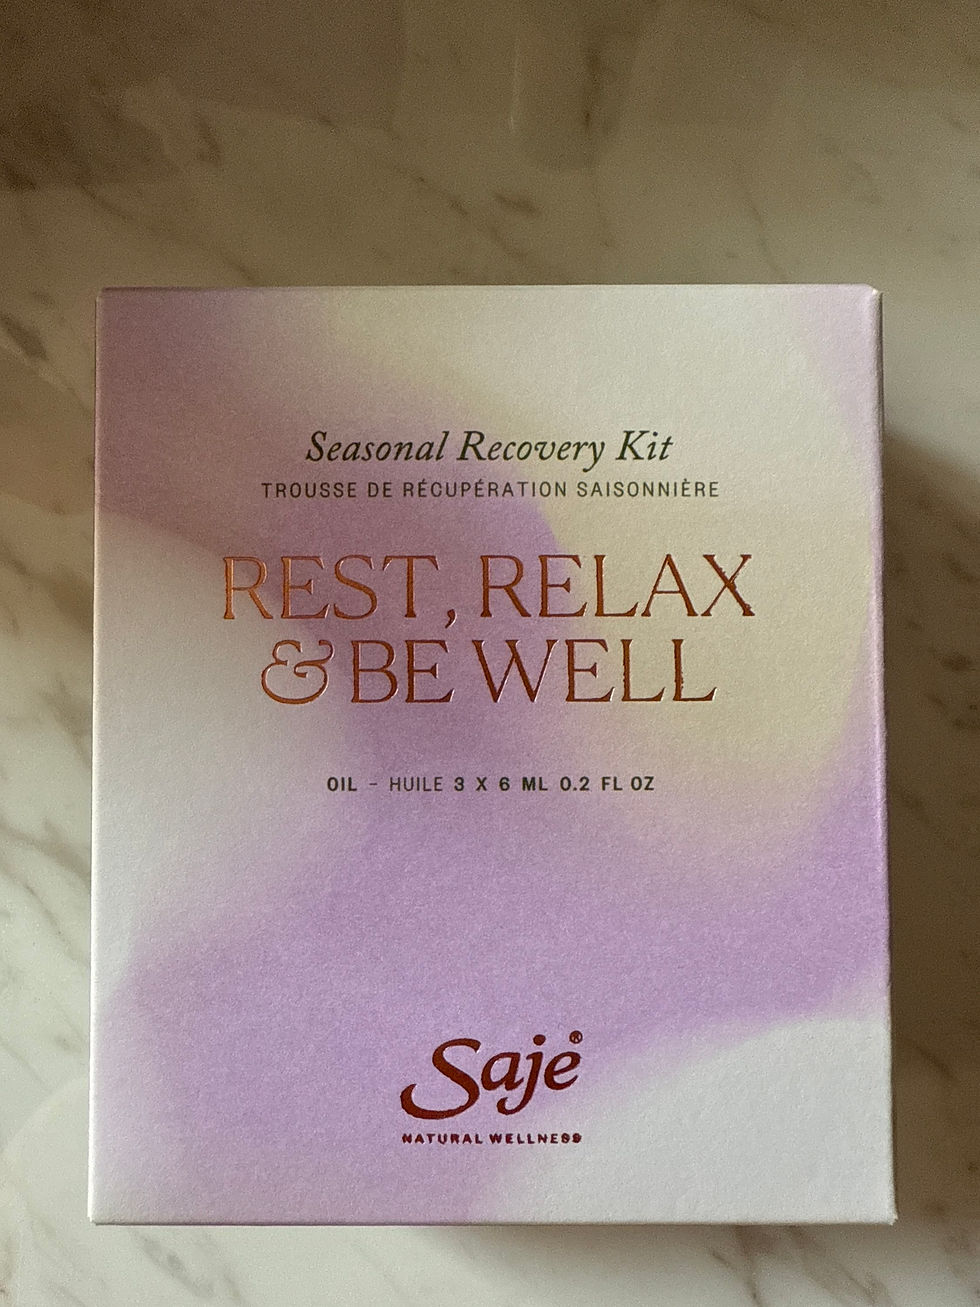 Seasonal Recovery Kit
TROUSSE DE RÉCUPÉRATION SAISONNIÈRE
REST, RELAX
& BE WELL
OIL - HUILE 3 X 6 ML 0.2 FL OZ
Saje®
NATURAL WELLNESS